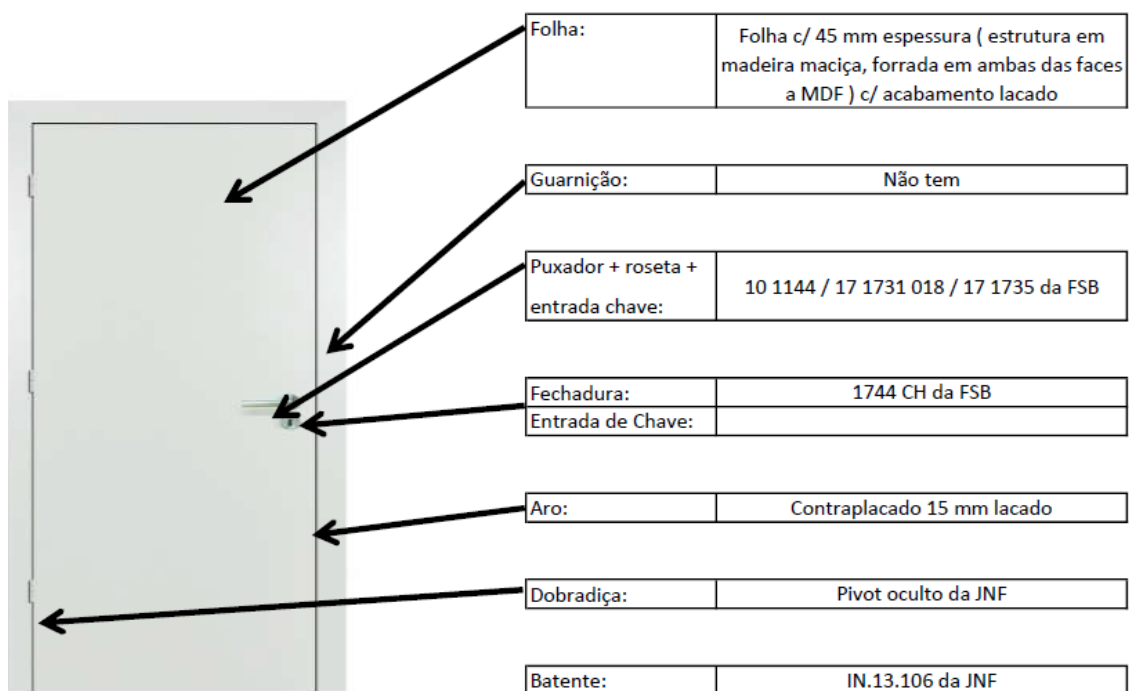 Folha:
Folha c/ 45 mm espessura ( estrutura em
madeira maciça, forrada em ambas das faces
a MDF ) c/ acabamento lacado
Guarnição:
Não tem
Puxador + roseta +
entrada chave:
10 1144 / 17 1731 018 / 17 1735 da FSB
Fechadura:
1744 CH da FSB
Entrada de Chave:
Aro:
Contraplacado 15 mm lacado
Dobradiça:
Pivot oculto da JNF
Batente:
IN.13.106 da JNF